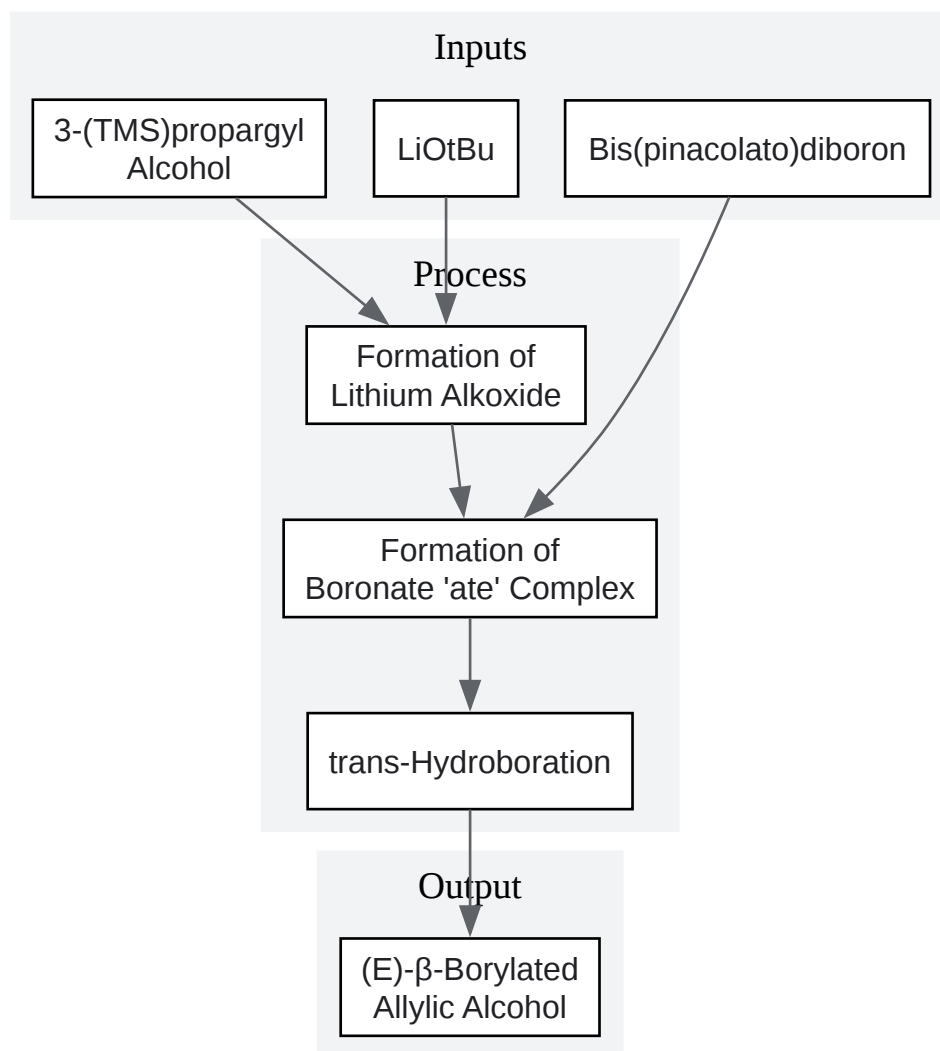 Inputs
3-(TMS)propargyl
Alcohol
LiOtBu
Bis(pinacolato)diboron
Process
Formation of
Lithium Alkoxide
Formation of
Boronate 'ate' Complex
trans-Hydroboration
Output
(E)-β-Borylated
Allylic Alcohol